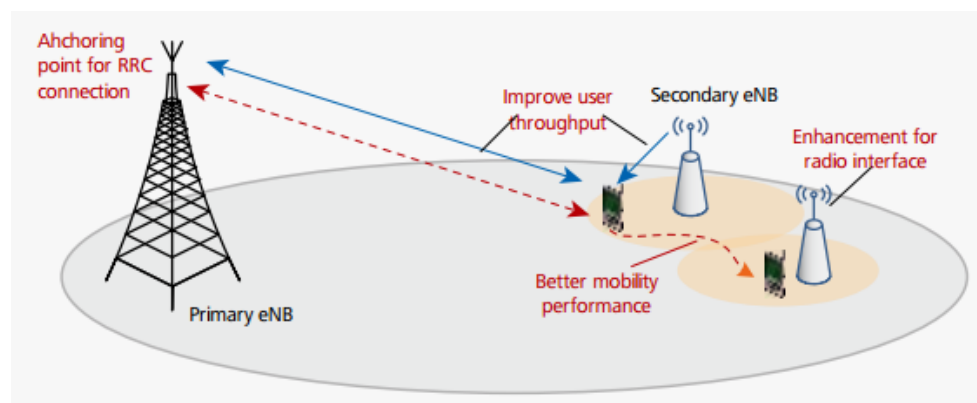 Ahchoring
point for RRC
connection
Improve user
throughput
Secondary eNB
Enhancement for
radio interface
Better mobility
performance
Primary eNB